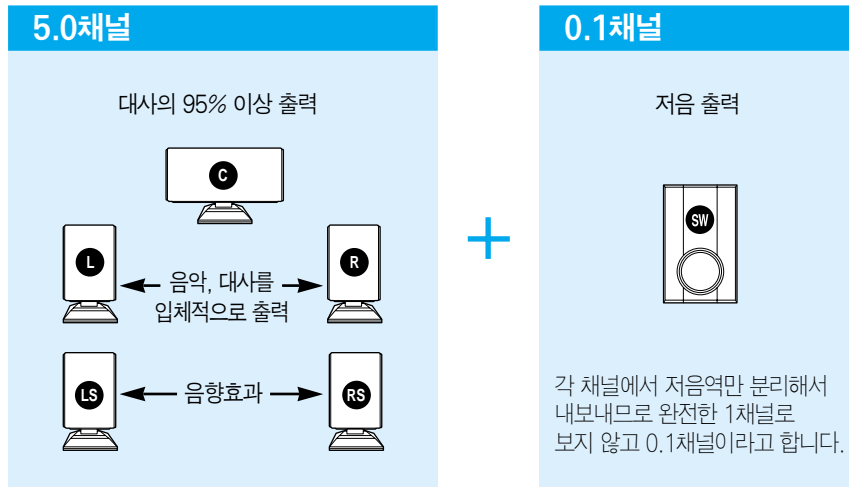 5.0채널
대사의 95% 이상 출력
C
L
R
음악, 대사를
입체적으로 출력
LS
음향효과
RS
+
0.1채널
저음 출력
SW
각 채널에서 저음역만 분리해서
내보내므로 완전한 1채널로
보지 않고 0.1채널이라고 합니다.